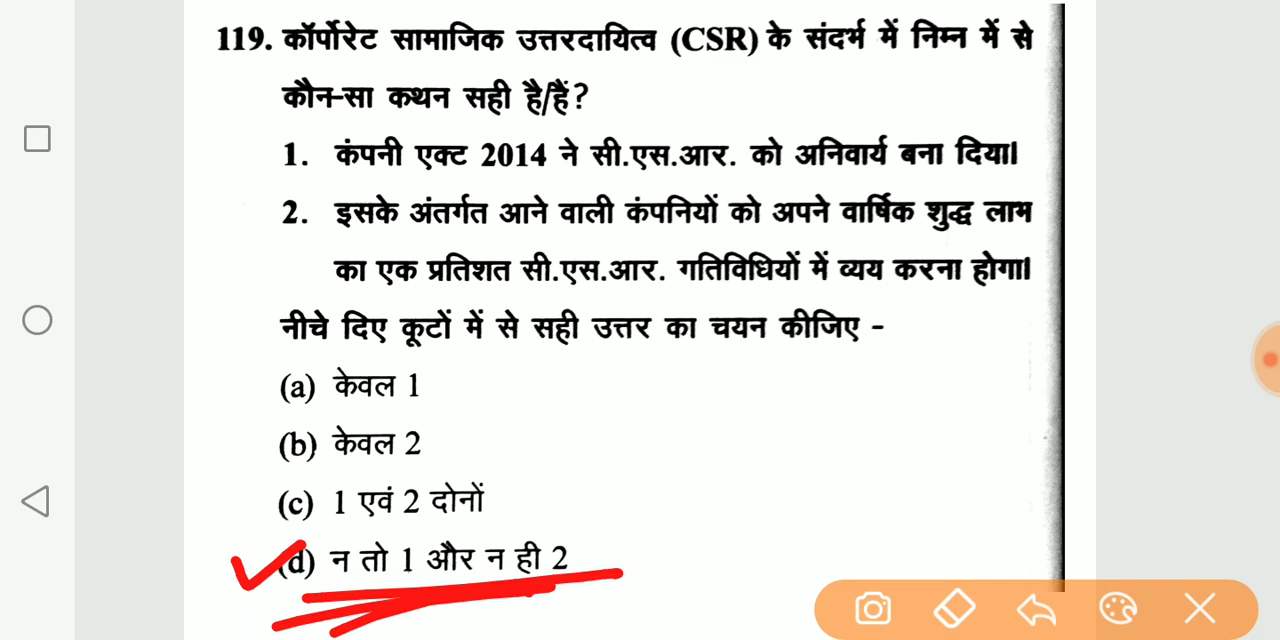 119. कॉर्पोरेट सामाजिक उत्तरदायित्व (CSR) के संदर्भ में निम्न में से
कौन-सा कथन सही है/हैं?
1. कंपनी एक्ट 2014 ने सी.एस.आर. को अनिवार्य बना दिया।
2. इसके अंतर्गत आने वाली कंपनियों को अपने वार्षिक शुद्ध लाभ
का एक प्रतिशत सी.एस.आर. गतिविधियों में व्यय करना होगा।
नीचे दिए कूटों में से सही उत्तर का चयन कीजिए -
(a) केवल 1
(b) केवल 2
(c) 1 एवं 2 दोनों
(d) न तो 1 और न ही 2